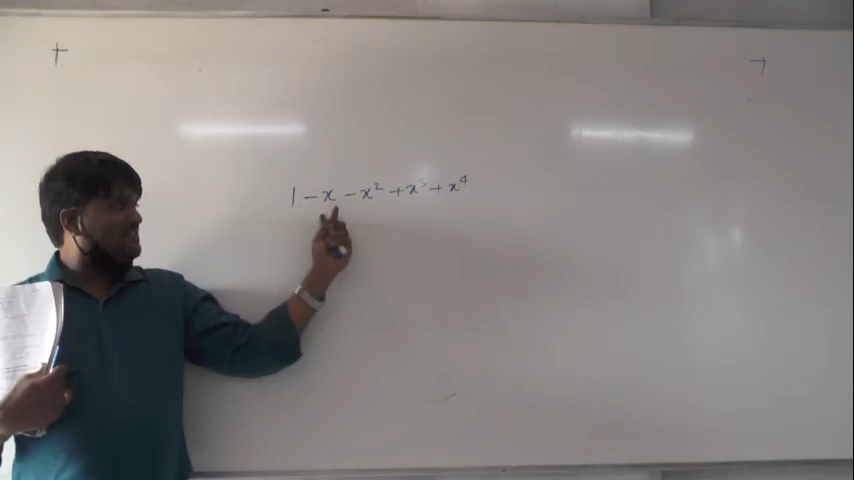 1 - x - x² + x³ + x⁴